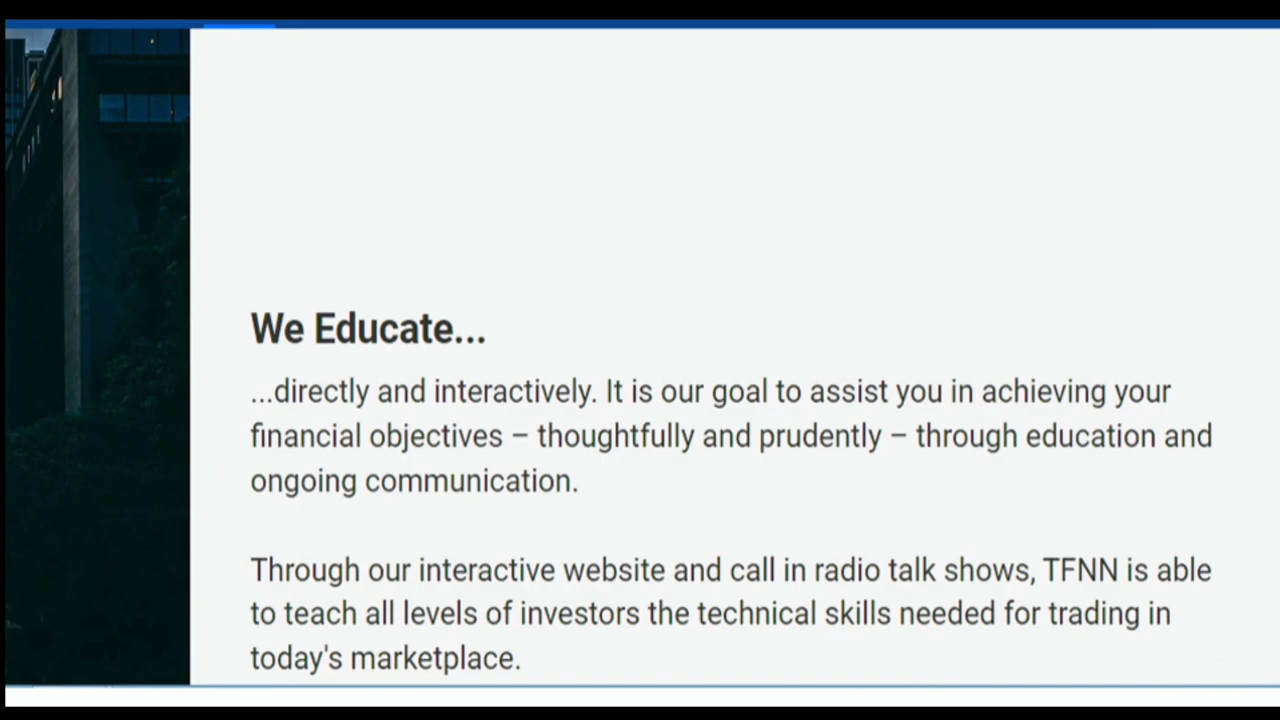 We Educate...
...directly and interactively. It is our goal to assist you in achieving your
financial objectives – thoughtfully and prudently – through education and
ongoing communication.
Through our interactive website and call in radio talk shows, TFNN is able
to teach all levels of investors the technical skills needed for trading in
today's marketplace.